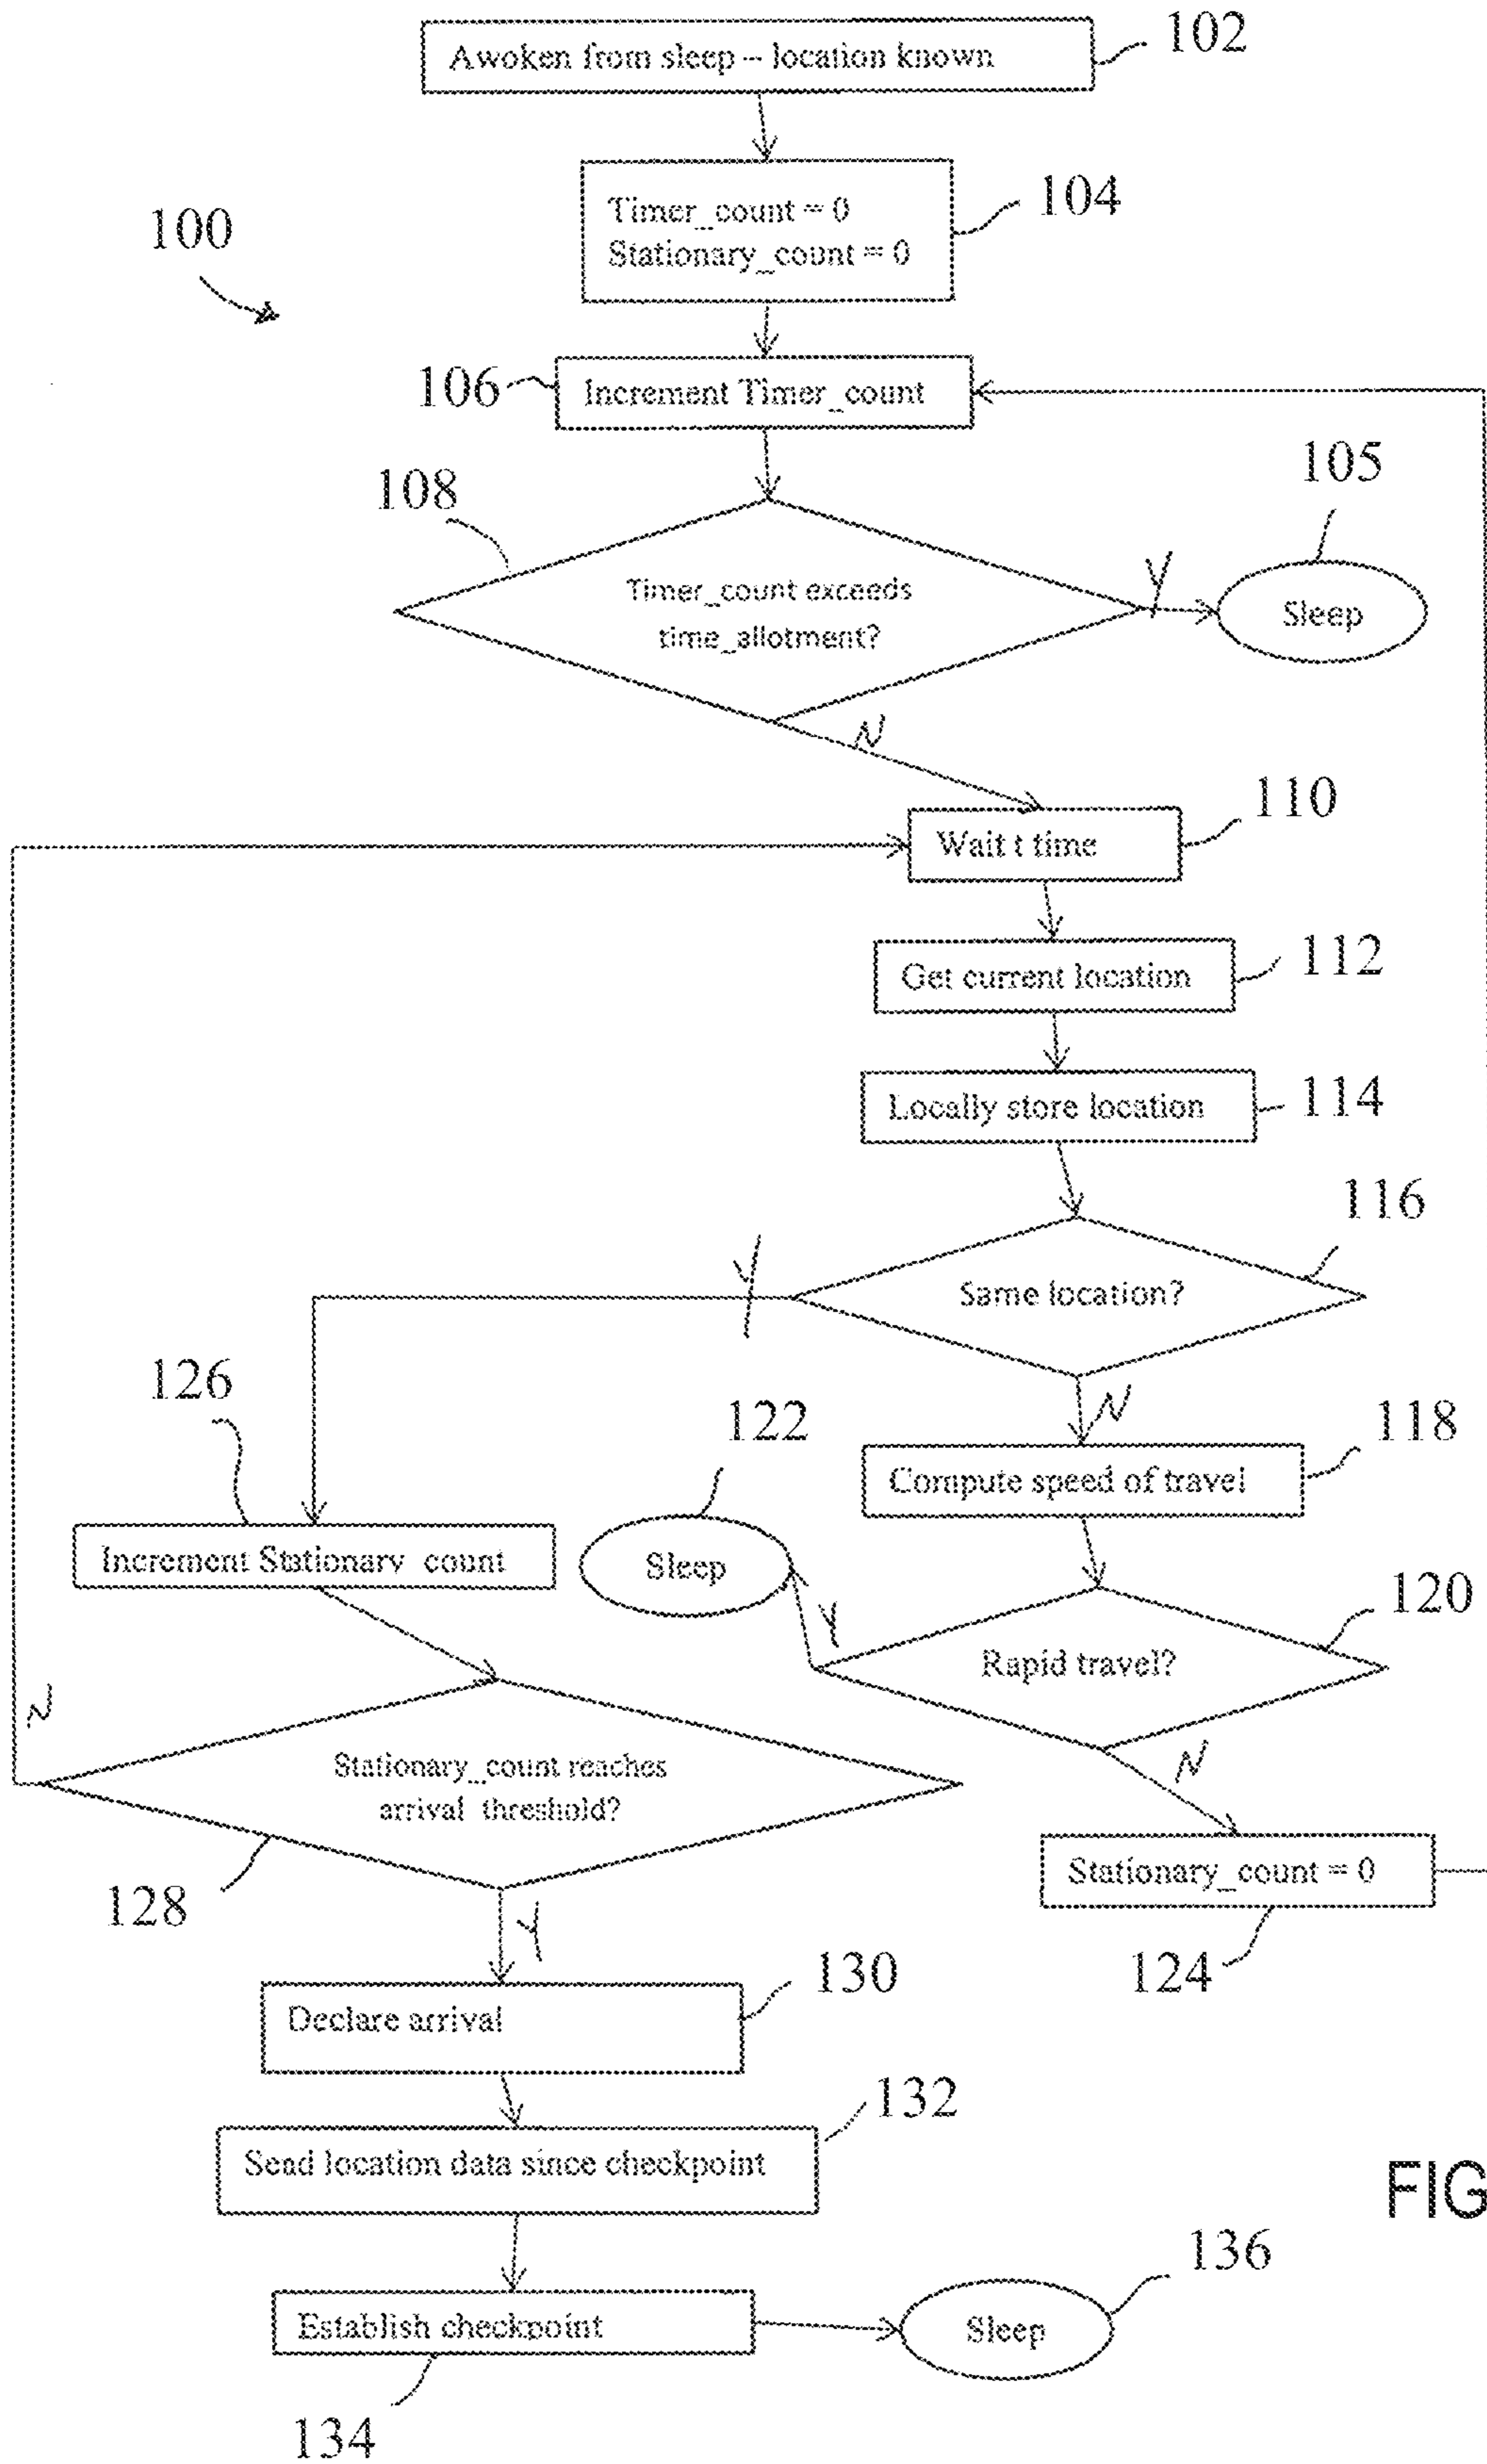 Awoken from sleep – location known
102
Timer_count = 0
Stationary_count = 0
104
100
106
Increment Timer_count
105
108
Timer_count exceeds
time_allotment?
Y
Sleep
N
110
Wait t time
112
Get current location
114
Locally store location
116
Same location?
Y
126
122
N
118
Compute speed of travel
Increment Stationary_count
Sleep
120
Y
Rapid travel?
N
N
Stationary_count reaches
arrival_threshold?
Stationary_count = 0
128
Y
124
130
Declare arrival
132
Send location data since checkpoint
FIG
136
Establish checkpoint
Sleep
134